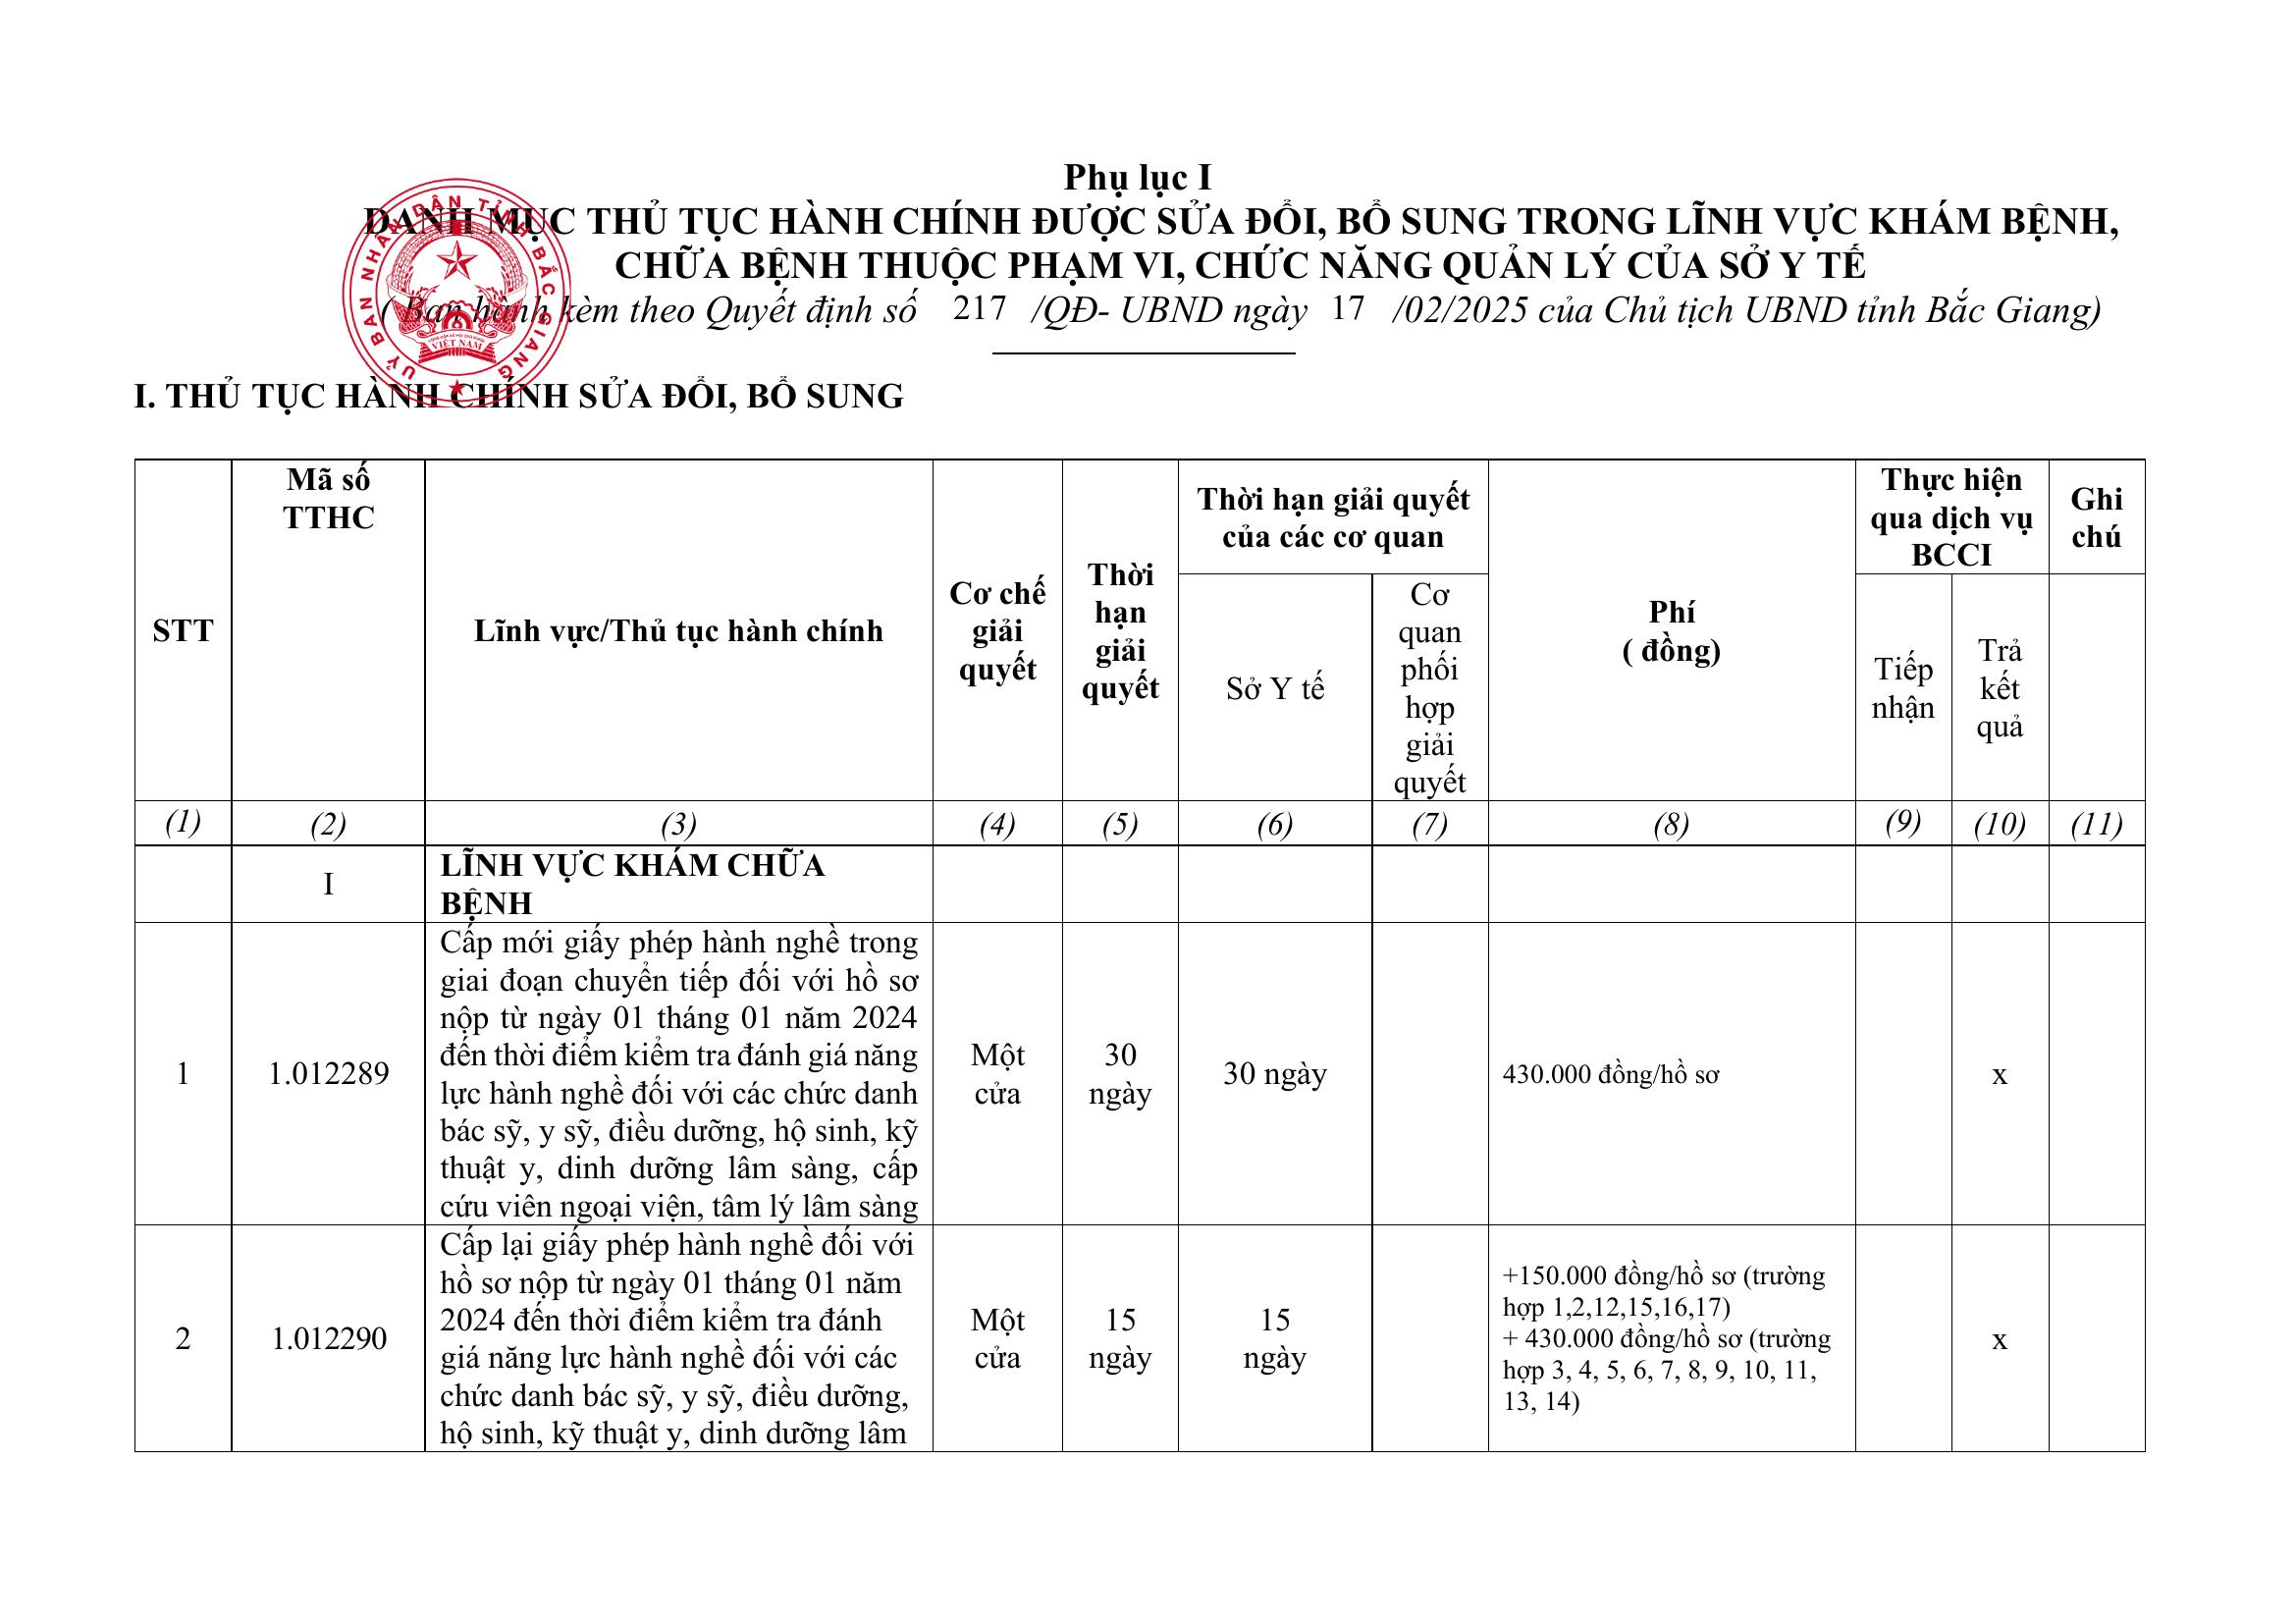 Phụ lục I
DANH MỤC THỦ TỤC HÀNH CHÍNH ĐƯỢC SỬA ĐỔI, BỔ SUNG TRONG LĨNH VỰC KHÁM BỆNH,
CHỮA BỆNH THUỘC PHẠM VI, CHỨC NĂNG QUẢN LÝ CỦA SỞ Y TẾ
( Ban hành kèm theo Quyết định số 217 /QĐ- UBND ngày 17 /02/2025 của Chủ tịch UBND tỉnh Bắc Giang)
UỶ BAN NHÂN DÂN TỈNH BẮC GIANG
VIỆT NAM
I. THỦ TỤC HÀNH CHÍNH SỬA ĐỔI, BỔ SUNG
STT
Mã số
TTHC
Lĩnh vực/Thủ tục hành chính
Cơ chế
giải
quyết
Thời
hạn
giải
quyết
Thời hạn giải quyết
của các cơ quan
Sở Y tế
Cơ
quan
phối
hợp
giải
quyết
Phí
( đồng)
Thực hiện
qua dịch vụ
BCCI
Tiếp
nhận
Trả
kết
quả
Ghi
chú
(1) (2) (3) (4) (5) (6) (7) (8) (9) (10) (11)
I
LĨNH VỰC KHÁM CHỮA
BỆNH
1
1.012289
Cấp mới giấy phép hành nghề trong
giai đoạn chuyển tiếp đối với hồ sơ
nộp từ ngày 01 tháng 01 năm 2024
đến thời điểm kiểm tra đánh giá năng
lực hành nghề đối với các chức danh
bác sỹ, y sỹ, điều dưỡng, hộ sinh, kỹ
thuật y, dinh dưỡng lâm sàng, cấp
cứu viên ngoại viện, tâm lý lâm sàng
Một
cửa
30
ngày
30 ngày
430.000 đồng/hồ sơ
x
2
1.012290
Cấp lại giấy phép hành nghề đối với
hồ sơ nộp từ ngày 01 tháng 01 năm
2024 đến thời điểm kiểm tra đánh
giá năng lực hành nghề đối với các
chức danh bác sỹ, y sỹ, điều dưỡng,
hộ sinh, kỹ thuật y, dinh dưỡng lâm
Một
cửa
15
ngày
15
ngày
+150.000 đồng/hồ sơ (trường
hợp 1,2,12,15,16,17)
+ 430.000 đồng/hồ sơ (trường
hợp 3, 4, 5, 6, 7, 8, 9, 10, 11,
13, 14)
x